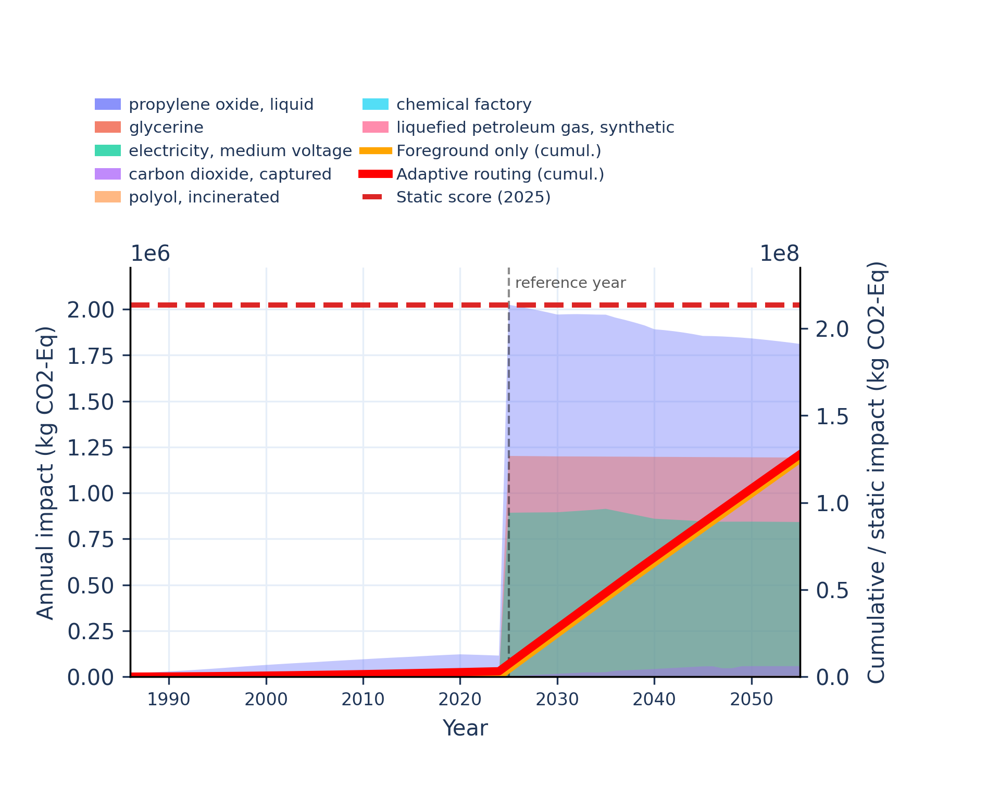 propylene oxide, liquid
glycerine
electricity, medium voltage
carbon dioxide, captured
polyol, incinerated
chemical factory
liquefied petroleum gas, synthetic
Foreground only (cumul.)
Adaptive routing (cumul.)
Static score (2025)
1e6
1e8
reference year
Annual impact (kg CO2-Eq)
2.00
1.75
1.50
1.25
1.00
0.75
0.50
0.25
0.00
2.0
1.5
1.0
0.5
0.0
Cumulative / static impact (kg CO2-Eq)
1990 2000 2010 2020 2030 2040 2050
Year